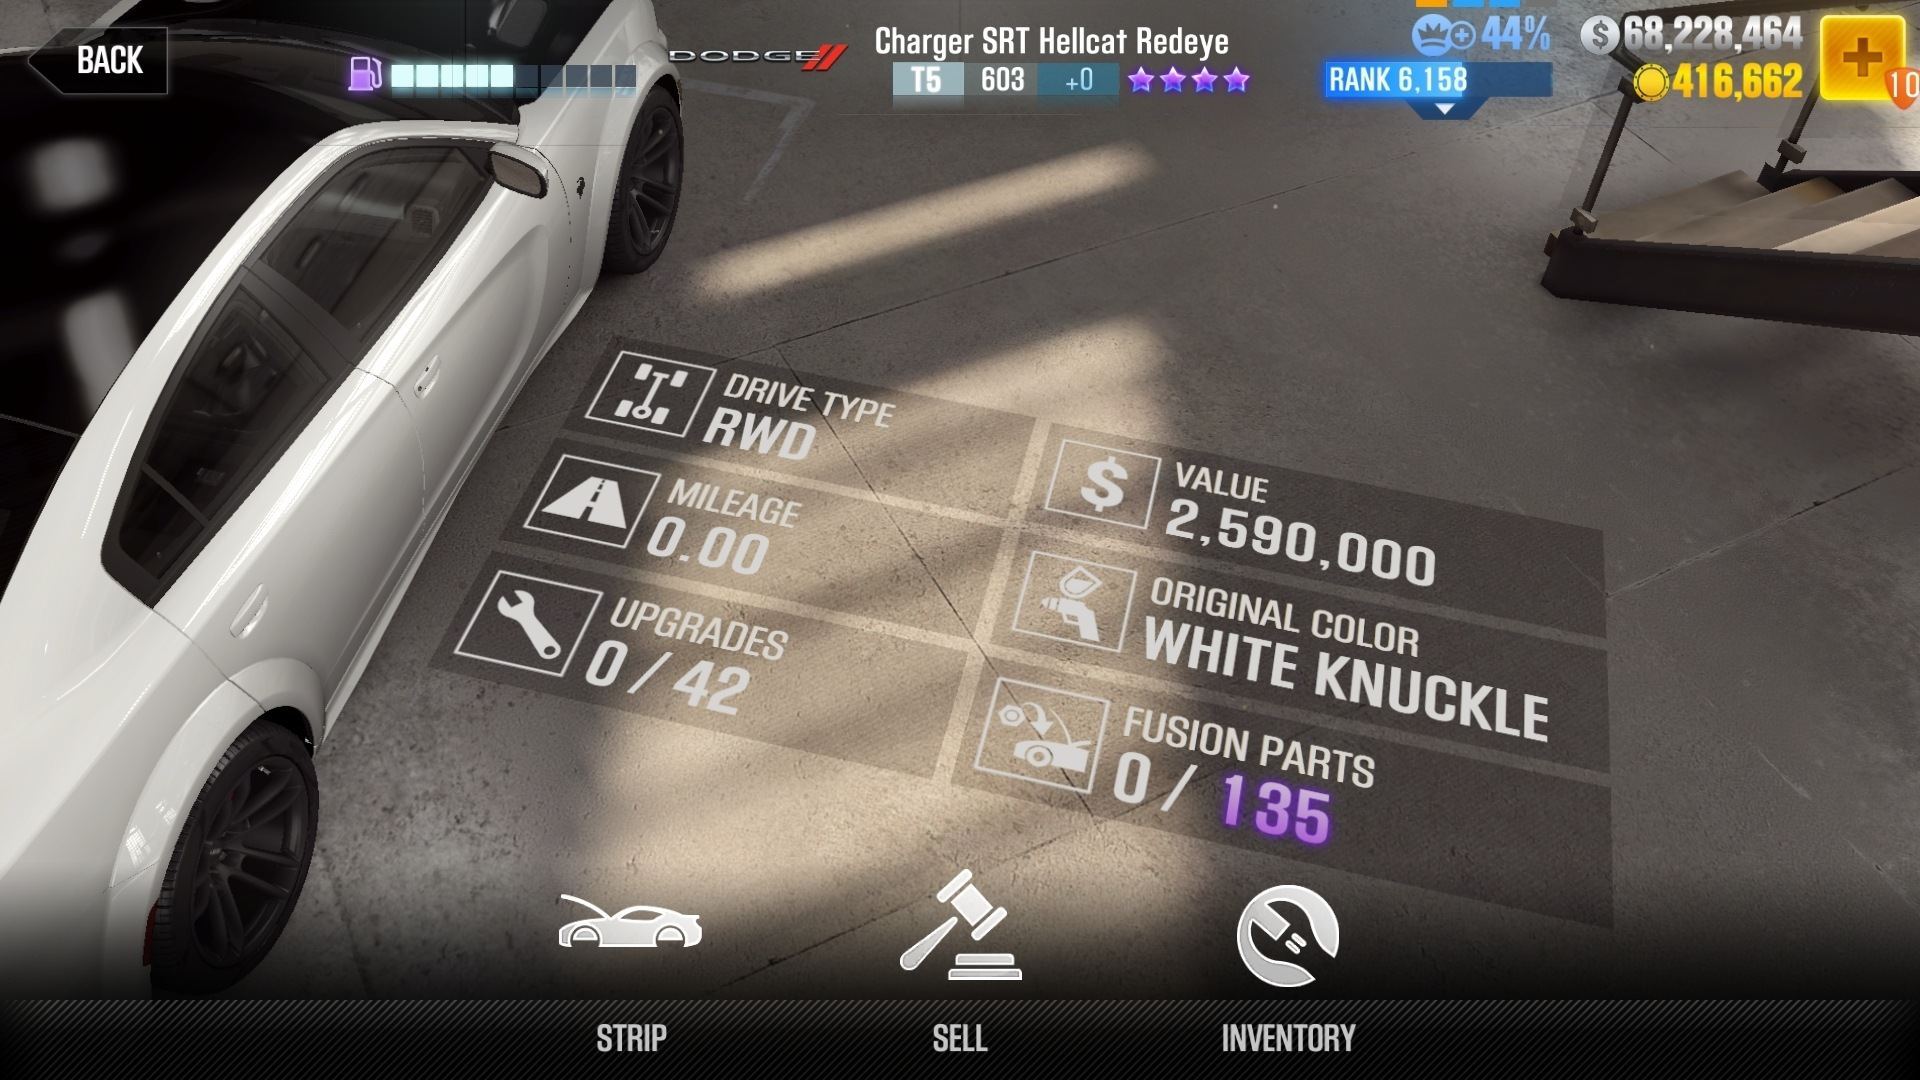 BACK
DODGE
Charger SRT Hellcat Redeye
T5 603 +0
44%
RANK 6,158
$ 68,228,464
416,662
10
DRIVE TYPE
RWD
MILEAGE
0.00
UPGRADES
0 / 42
$ VALUE
2,590,000
ORIGINAL COLOR
WHITE KNUCKLE
FUSION PARTS
0 / 135
STRIP
SELL
INVENTORY